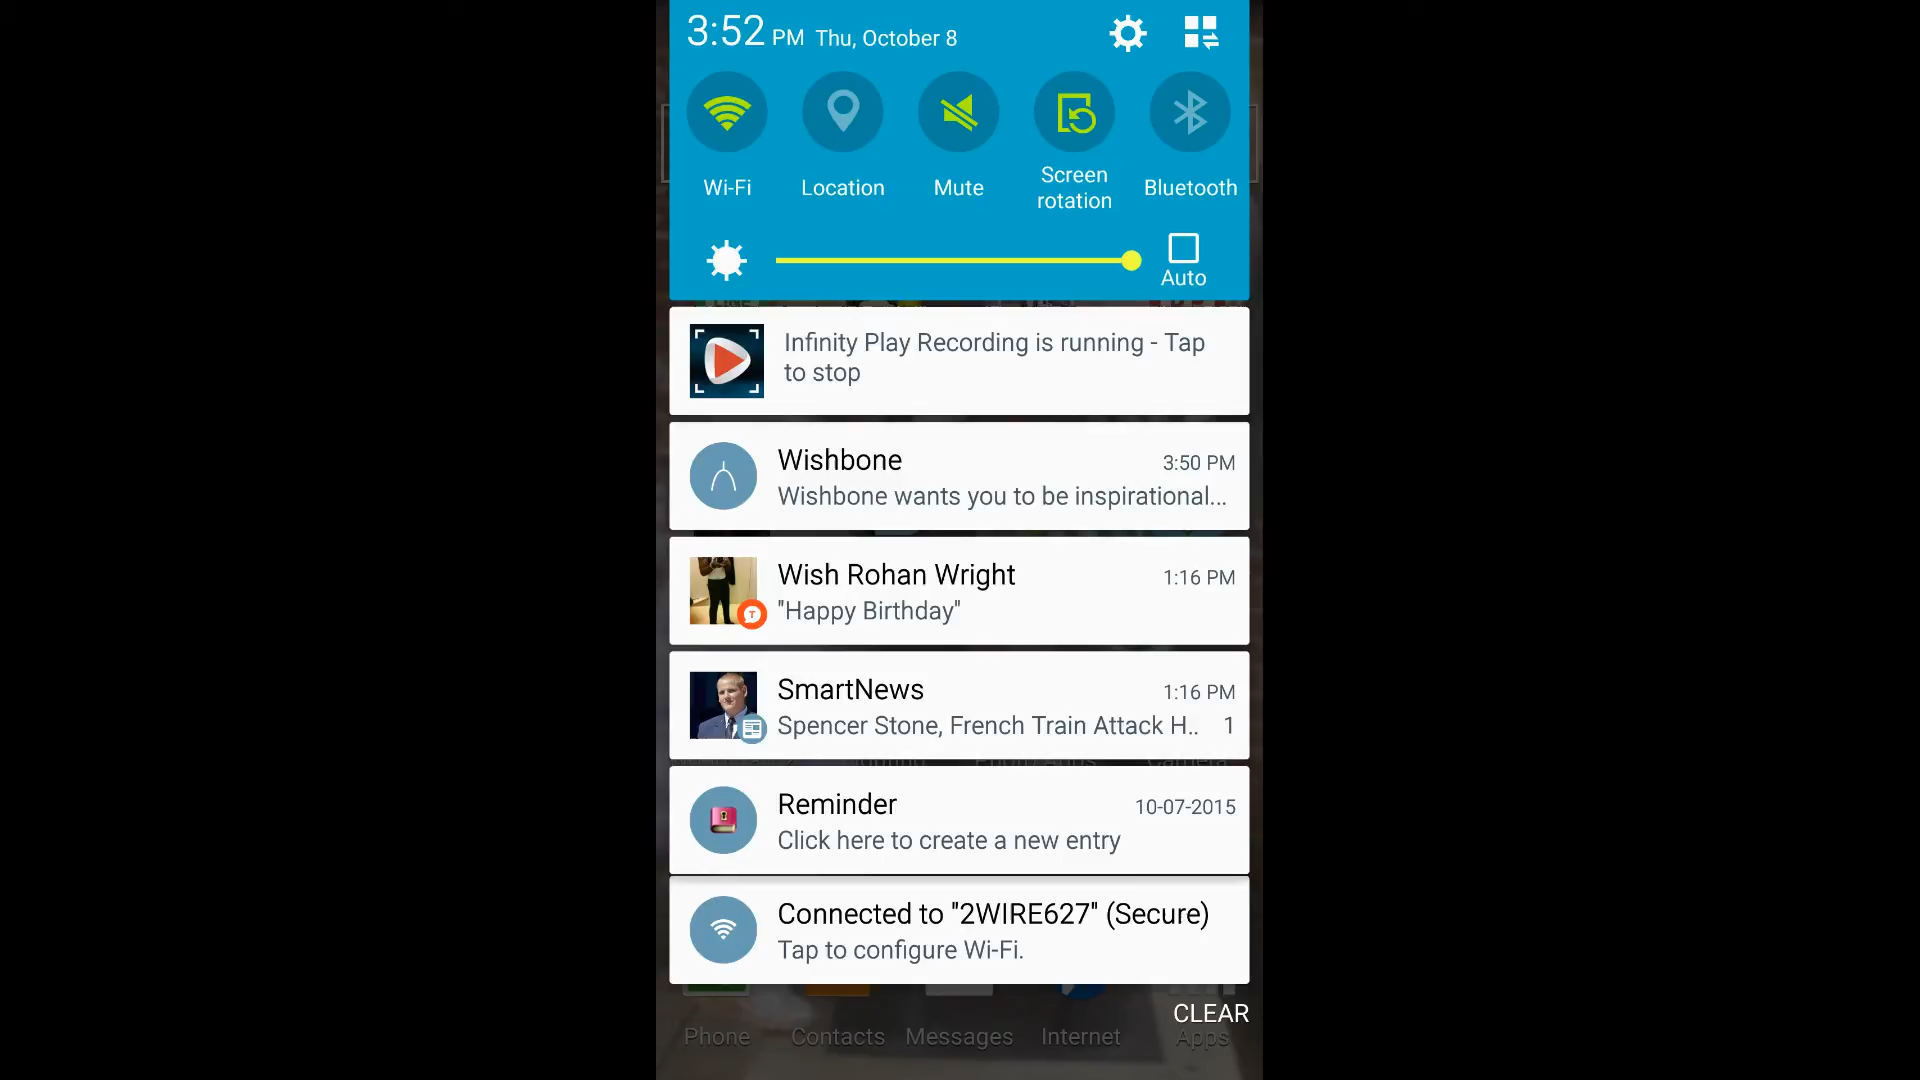 3:52 PM Thu, October 8
Wi-Fi
Location
Mute
Screen
rotation
Bluetooth
Auto
Infinity Play Recording is running - Tap
to stop
Wishbone 3:50 PM
Wishbone wants you to be inspirational...
Wish Rohan Wright 1:16 PM
"Happy Birthday"
SmartNews 1:16 PM
Spencer Stone, French Train Attack H.. 1
Reminder 10-07-2015
Click here to create a new entry
Connected to "2WIRE627" (Secure)
Tap to configure Wi-Fi.
CLEAR
Phone Contacts Messages Internet Apps